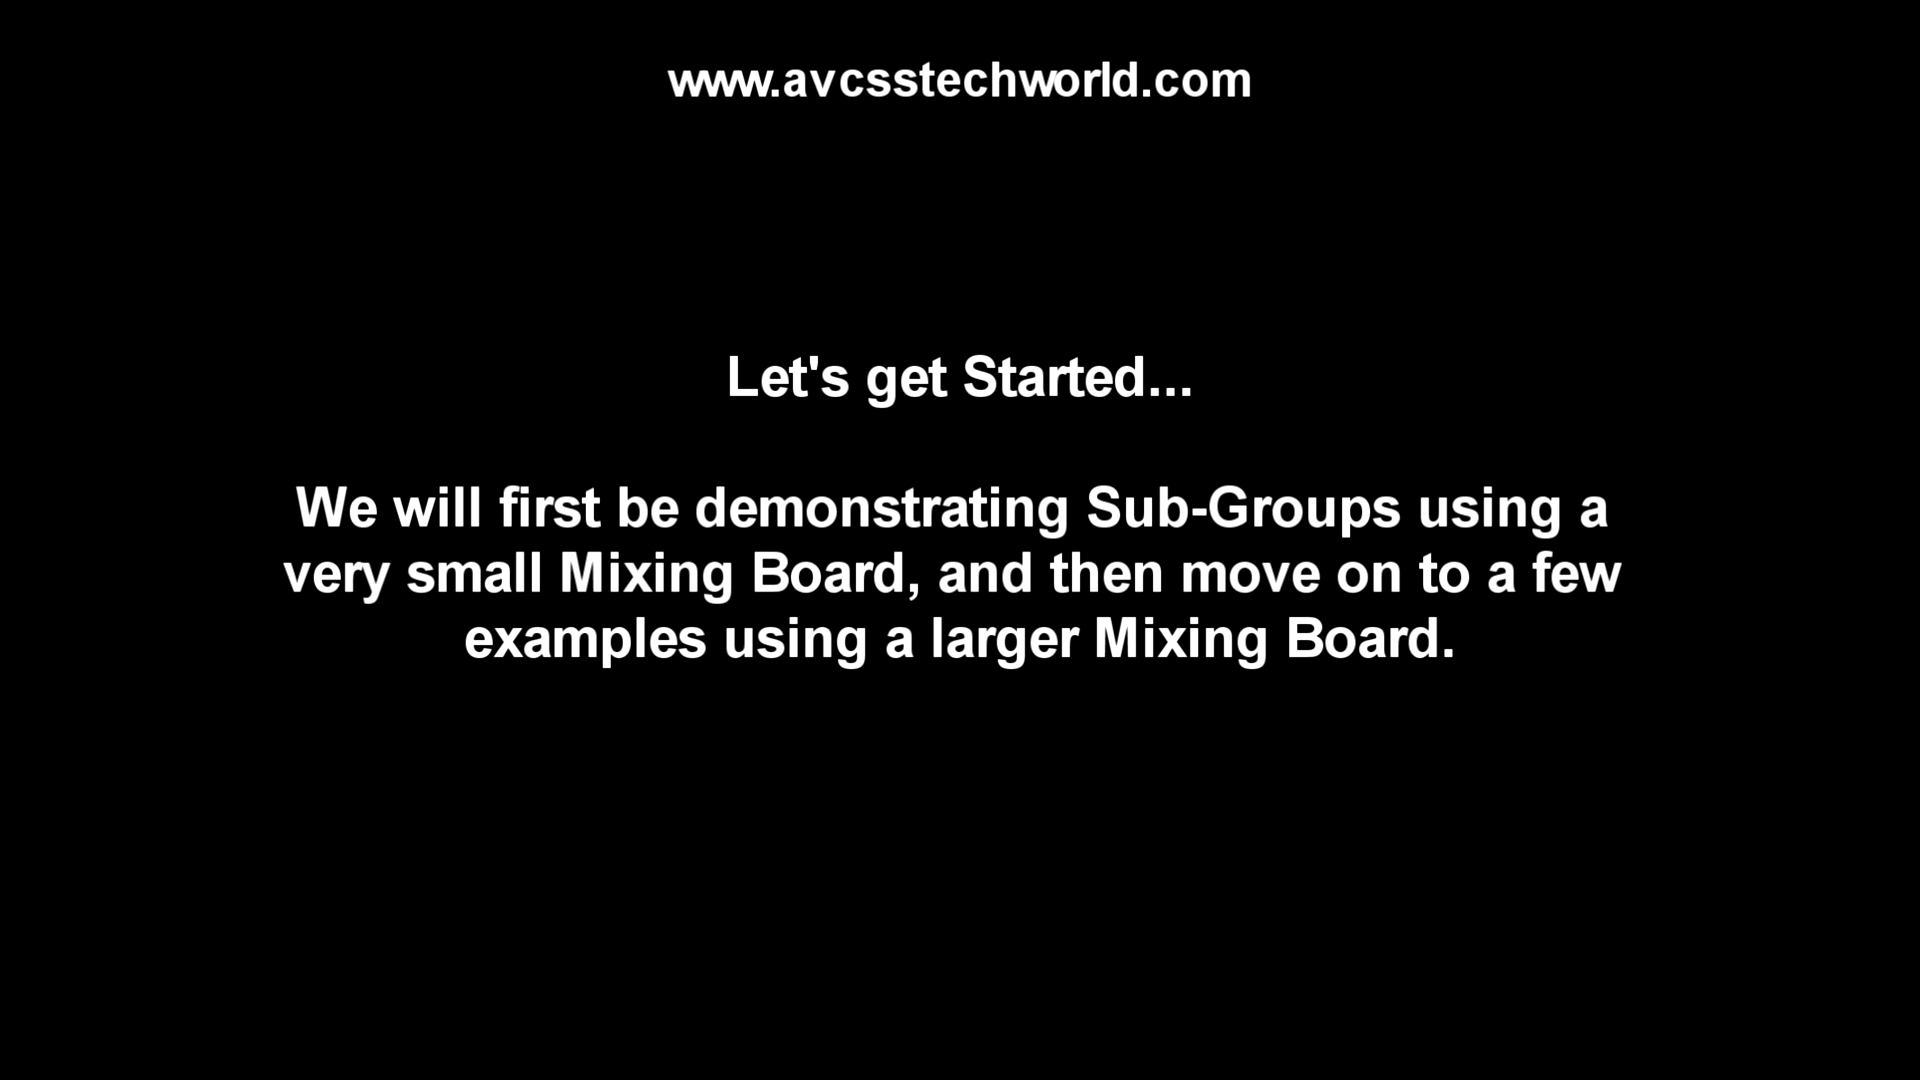 www.avcsstechworld.com
Let's get Started...
We will first be demonstrating Sub-Groups using a
very small Mixing Board, and then move on to a few
examples using a larger Mixing Board.